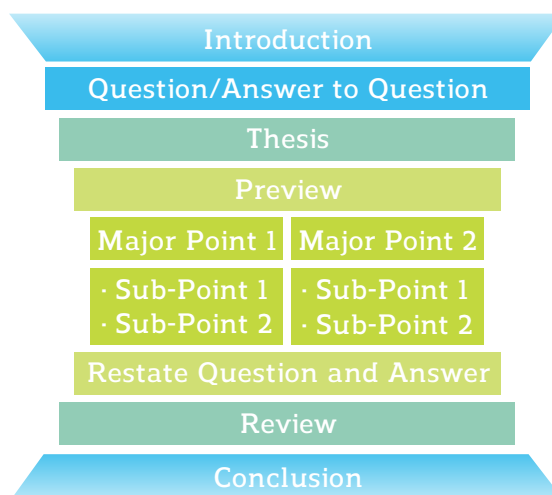 Introduction
Question/Answer to Question
Thesis
Preview
Major Point 1
Major Point 2
· Sub-Point 1
· Sub-Point 2
· Sub-Point 1
· Sub-Point 2
Restate Question and Answer
Review
Conclusion